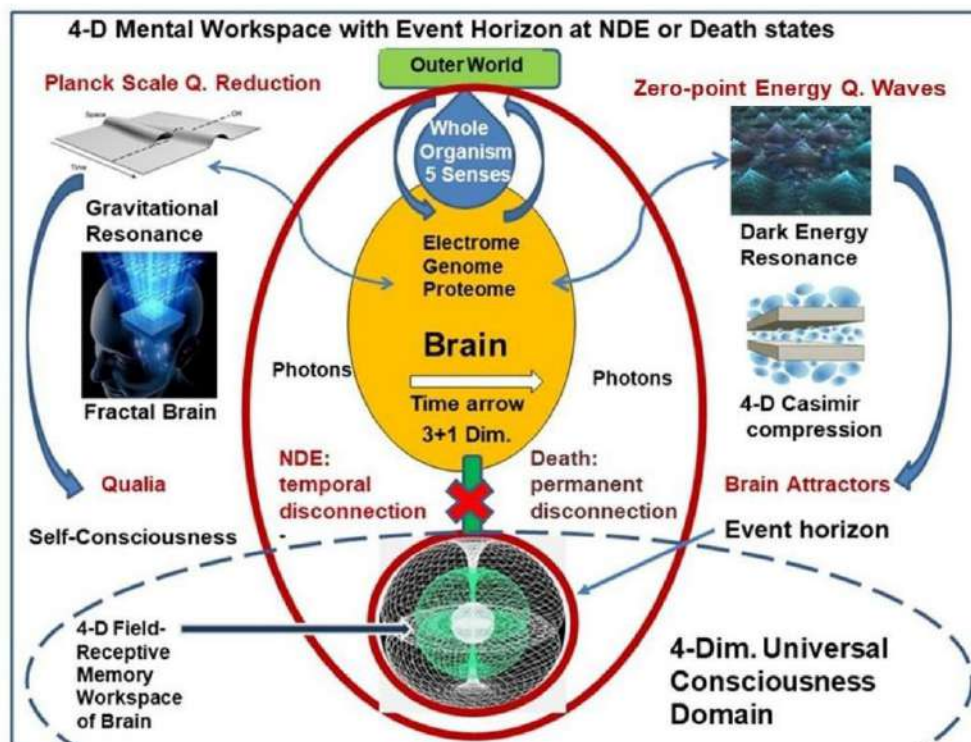 4-D Mental Workspace with Event Horizon at NDE or Death states
Outer World
Planck Scale Q. Reduction
Zero-point Energy Q. Waves
Space
OR
Time
Whole
Organism
5 Senses
Gravitational
Resonance
Dark Energy
Resonance
Electrome
Genome
Proteome
Brain
Photons
Photons
Time arrow
3+1 Dim.
Fractal Brain
4-D Casimir
compression
NDE:
temporal
disconnection
-
Death:
permanent
disconnection
Qualia
Brain Attractors
Self-Consciousness
Event horizon
4-D Field-
Receptive
Memory
Workspace
of Brain
4-Dim. Universal
Consciousness
Domain